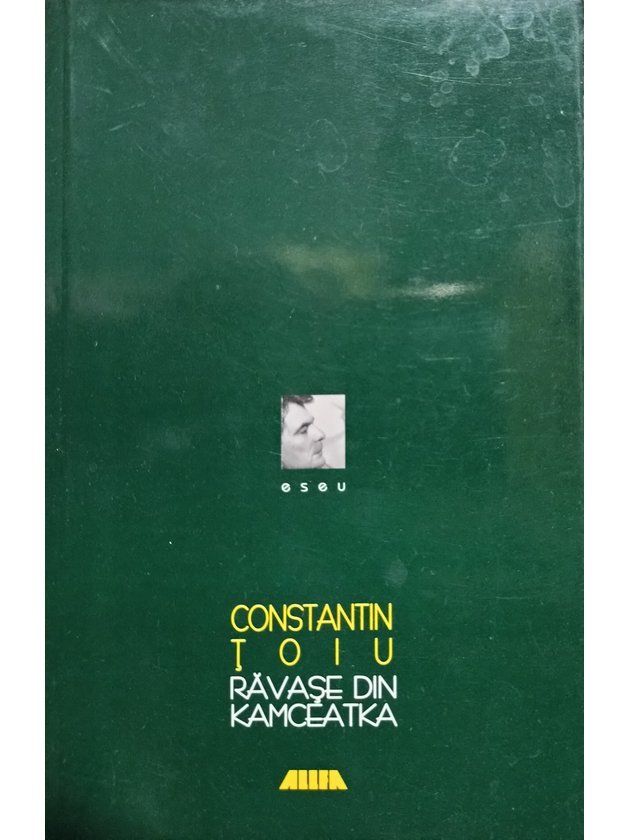 eseu
CONSTANTIN
ŢOIU
RĂVAŞE DIN
KAMCEATKA
ALLFA